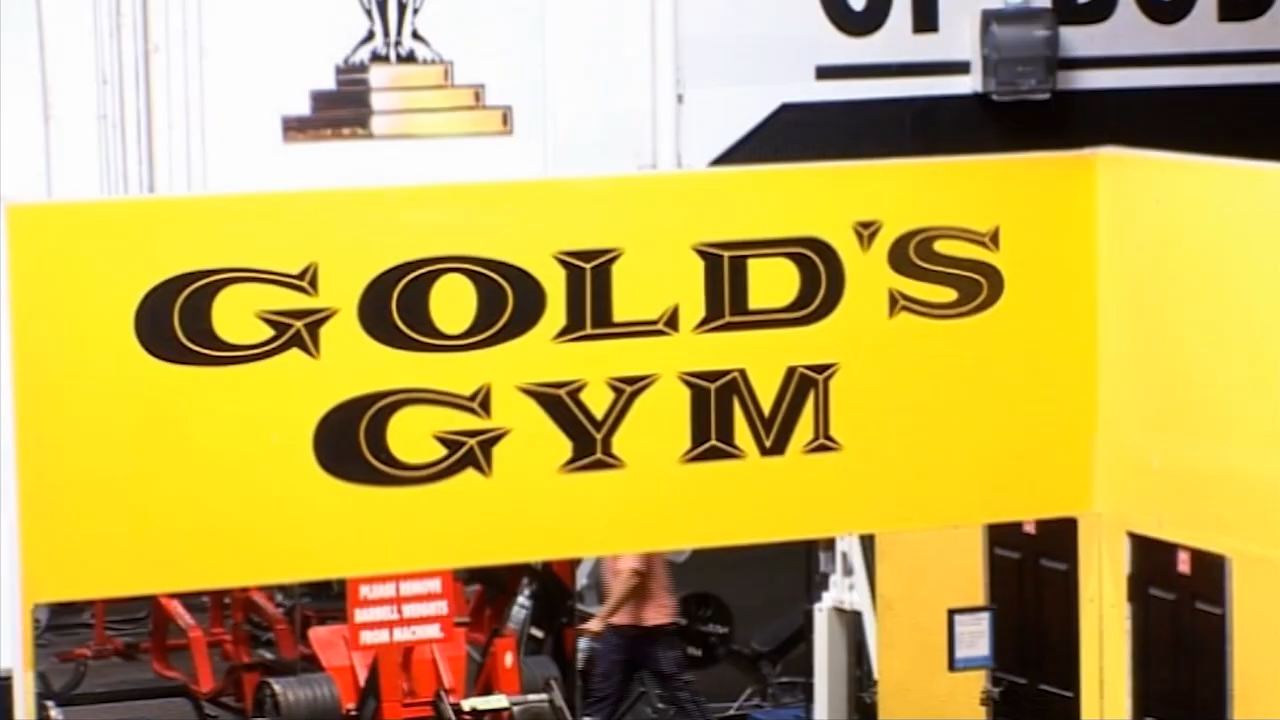 GOLD'S
GYM
PLEASE REMOVE
BARBELL WEIGHTS
FROM MACHINE.